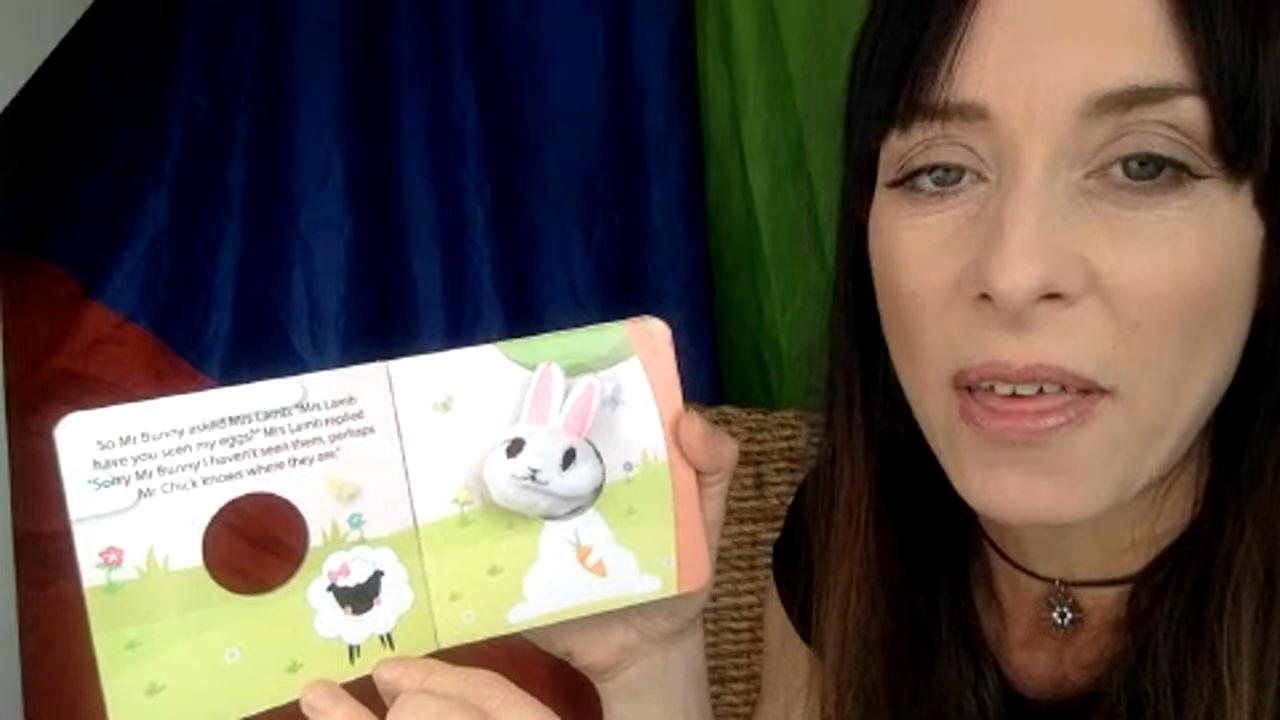 So Mr Bunny asked Mrs Lamb. "Mrs Lamb
have you seen my eggs?" Mrs Lamb replied
"Sorry Mr Bunny I haven't seen them, perhaps
Mr Chick knows where they are."